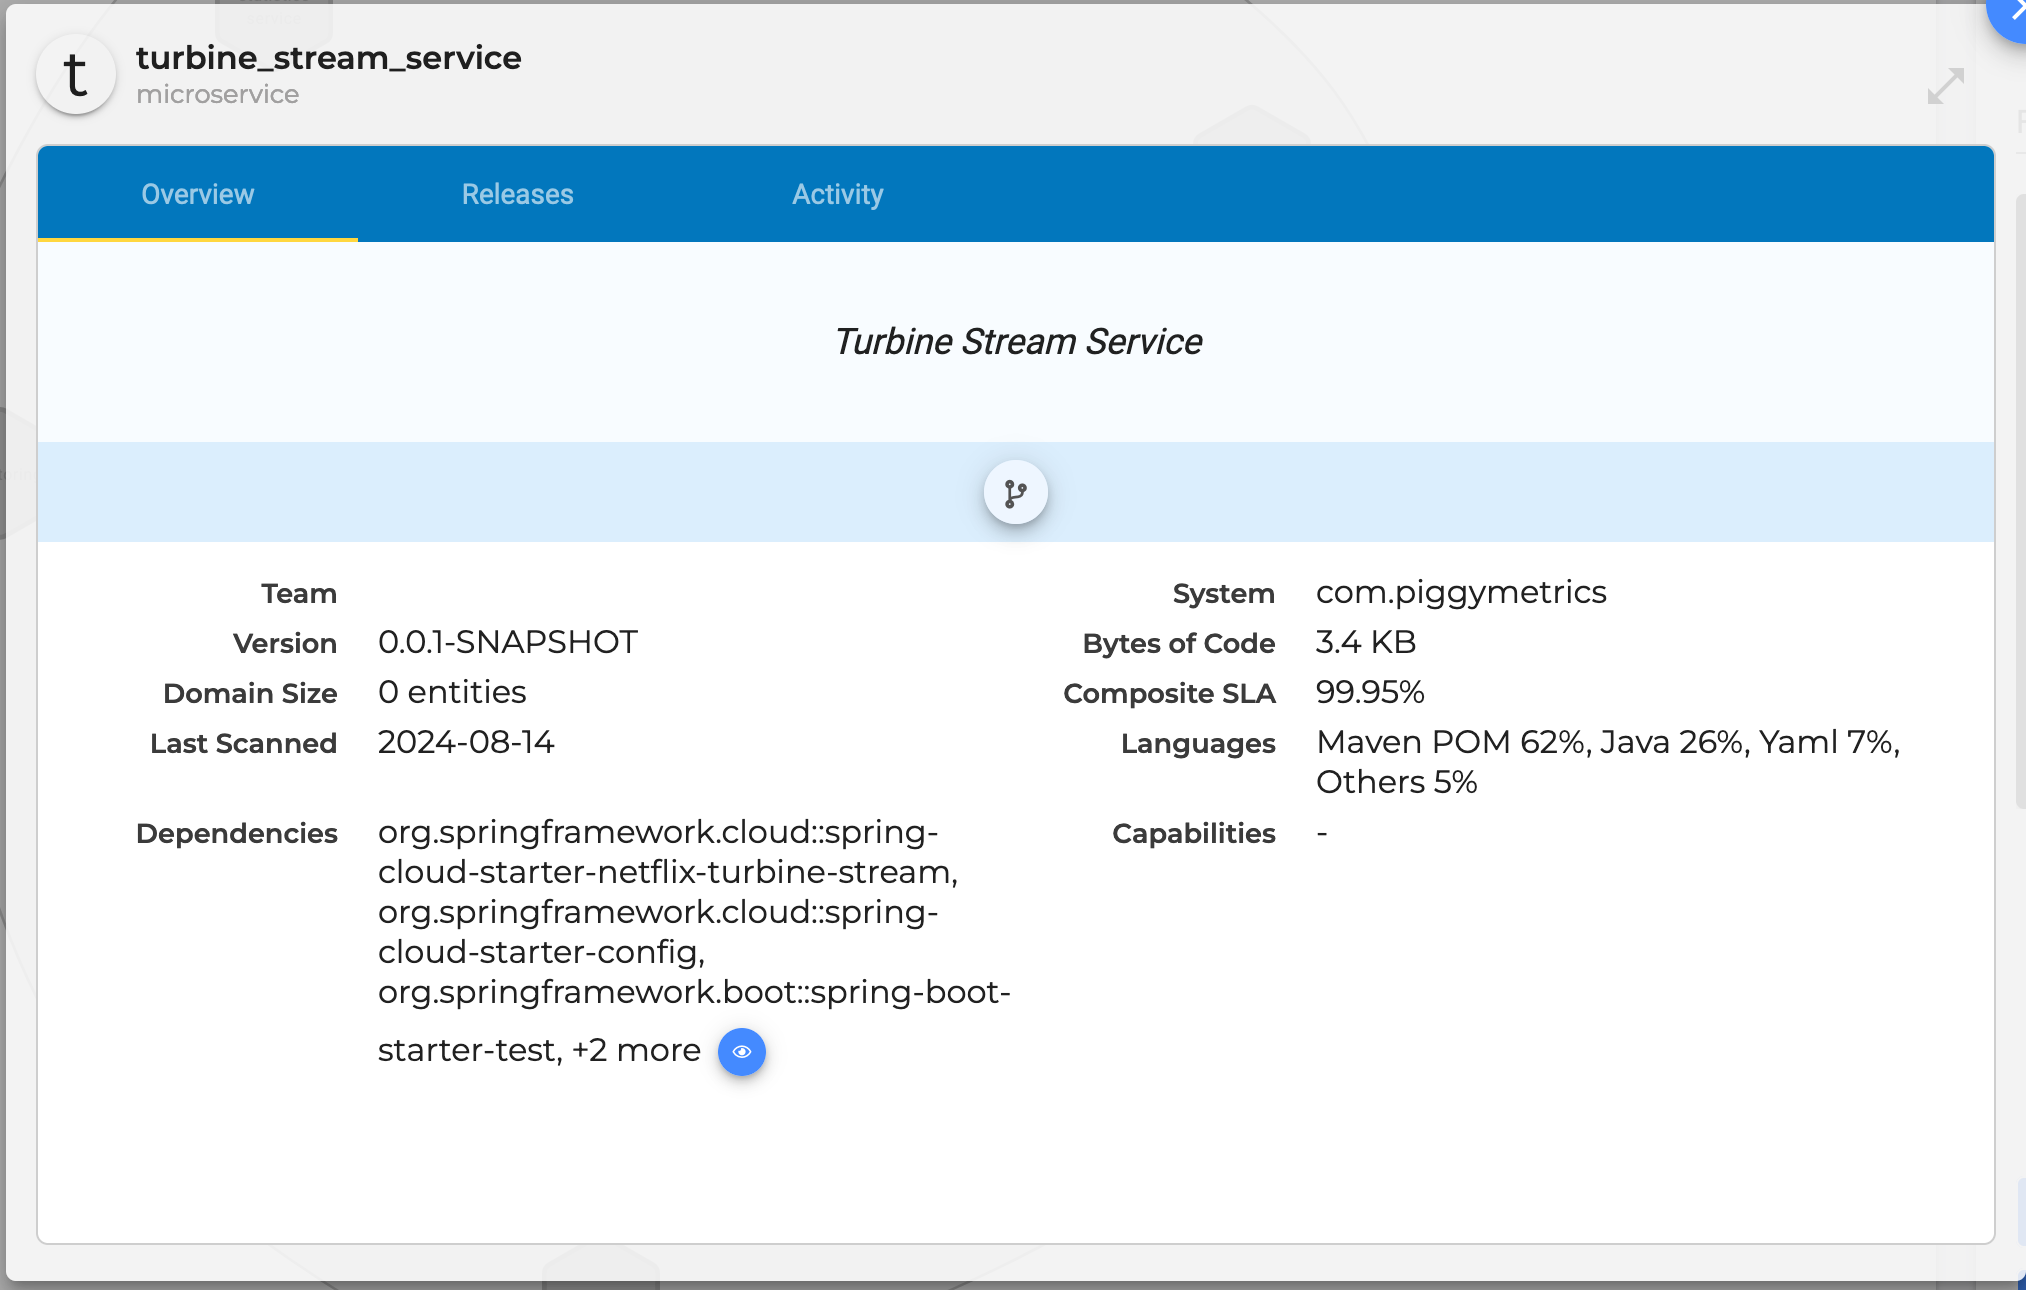 t
turbine_stream_service
microservice
Overview Releases Activity
Turbine Stream Service
Team
System com.piggymetrics
Version 0.0.1-SNAPSHOT
Bytes of Code 3.4 KB
Domain Size 0 entities
Composite SLA 99.95%
Last Scanned 2024-08-14
Languages Maven POM 62%, Java 26%, Yaml 7%,
Others 5%
Dependencies org.springframework.cloud::spring-
cloud-starter-netflix-turbine-stream,
org.springframework.cloud::spring-
cloud-starter-config,
org.springframework.boot::spring-boot-
starter-test, +2 more
Capabilities -